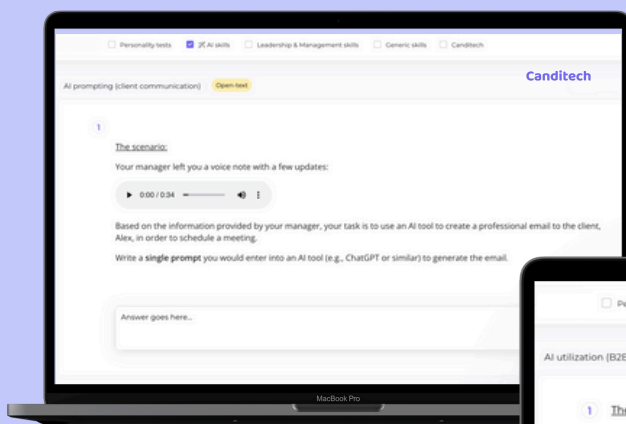 Personality tests AI skills Leadership & Management skills Generic skills Canditech
Canditech
AI prompting (client communication) Open-text
1
The scenario:
Your manager left you a voice note with a few updates:
0:00 / 0:34
Based on the information provided by your manager, your task is to use an AI tool to create a professional email to the client,
Alex, in order to schedule a meeting.
Write a single prompt you would enter into an AI tool (e.g., ChatGPT or similar) to generate the email.
Answer goes here...
MacBook Pro
Pe
AI utilization (B2B
1 The